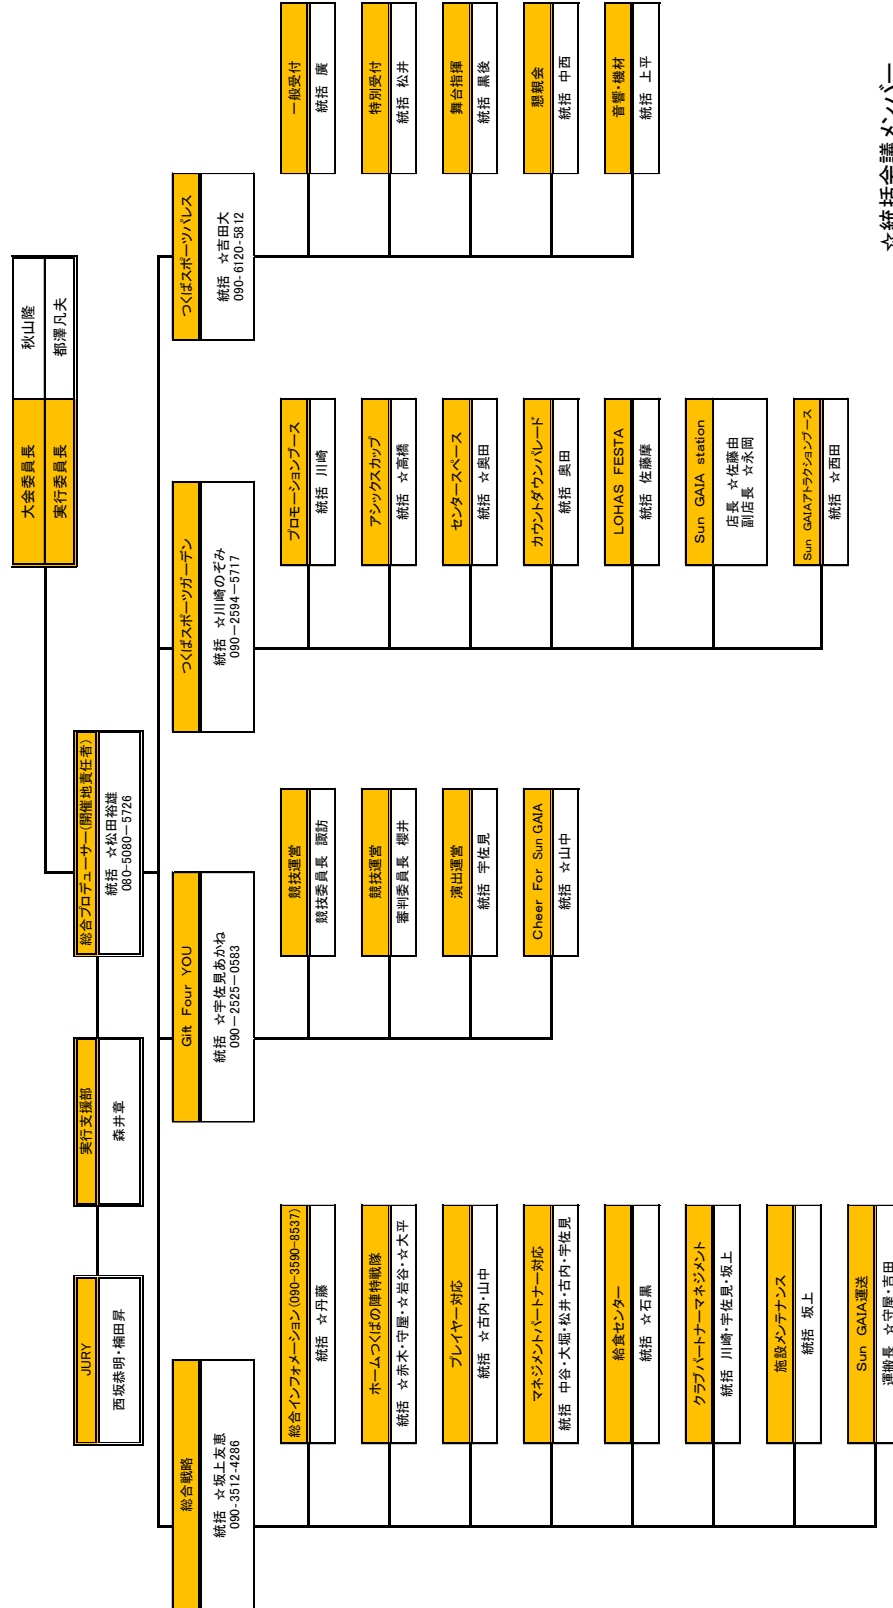 大会委員長 秋山隆
実行委員長 都澤凡夫
総合プロデューサー(開催地責任者)
統括 ☆松田裕雄
080-5080-5726
実行支援部
森井章
JURY
西坂恭明・楠田昇
総合戦略
統括 ☆坂上友恵
090-3512-4286
総合インフォメーション(090-3590-8537)
統括 ☆丹藤
ホームつくばの陣特戦隊
統括 ☆赤木・守屋・☆岩谷・☆大平
プレイヤー対応
統括 ☆古内・山中
マネジメントパートナー対応
統括 中谷・大堀・松井・古内・宇佐見
給食センター
統括 ☆石黒
クラブパートナーマネジメント
統括 川崎・宇佐見・坂上
施設メンテナンス
統括 坂上
Sun GAIA運送
運搬長 ☆守屋・吉田
Gift Four YOU
統括 ☆宇佐見あかね
090-2525-0583
競技運営
競技委員長 諏訪
競技運営
審判委員長 櫻井
演出運営
統括 宇佐見
Cheer For Sun GAIA
統括 ☆山中
つくばスポーツガーデン
統括 ☆川崎のぞみ
090-2594-5717
プロモーションブース
統括 川崎
アシックスカップ
統括 ☆高橋
センタースペース
統括 ☆奥田
カウントダウンパレード
統括 奥田
LOHAS FESTA
統括 佐藤摩
Sun GAIA station
店長 ☆佐藤由
副店長 ☆永岡
Sun GAIAアトラクションブース
統括 ☆西田
つくばスポーツパレス
統括 ☆吉田大
090-6120-5812
一般受付
統括 廣
特別受付
統括 松井
舞台指揮
統括 黒後
懇親会
統括 中西
音響・機材
統括 上平
☆統括会議メンバー